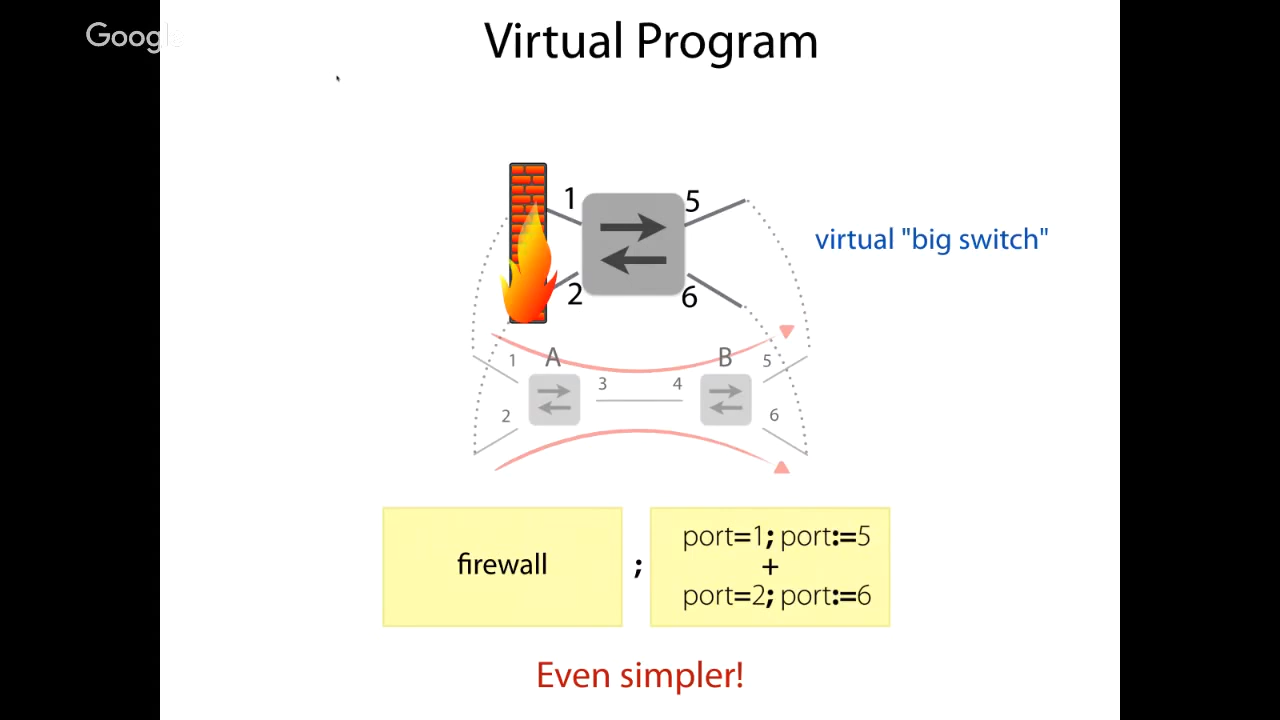 Google
Virtual Program
1
5
virtual "big switch"
2
6
1
A
B
5
3
4
2
6
firewall
;
port=1; port:=5
+
port=2; port:=6
Even simpler!